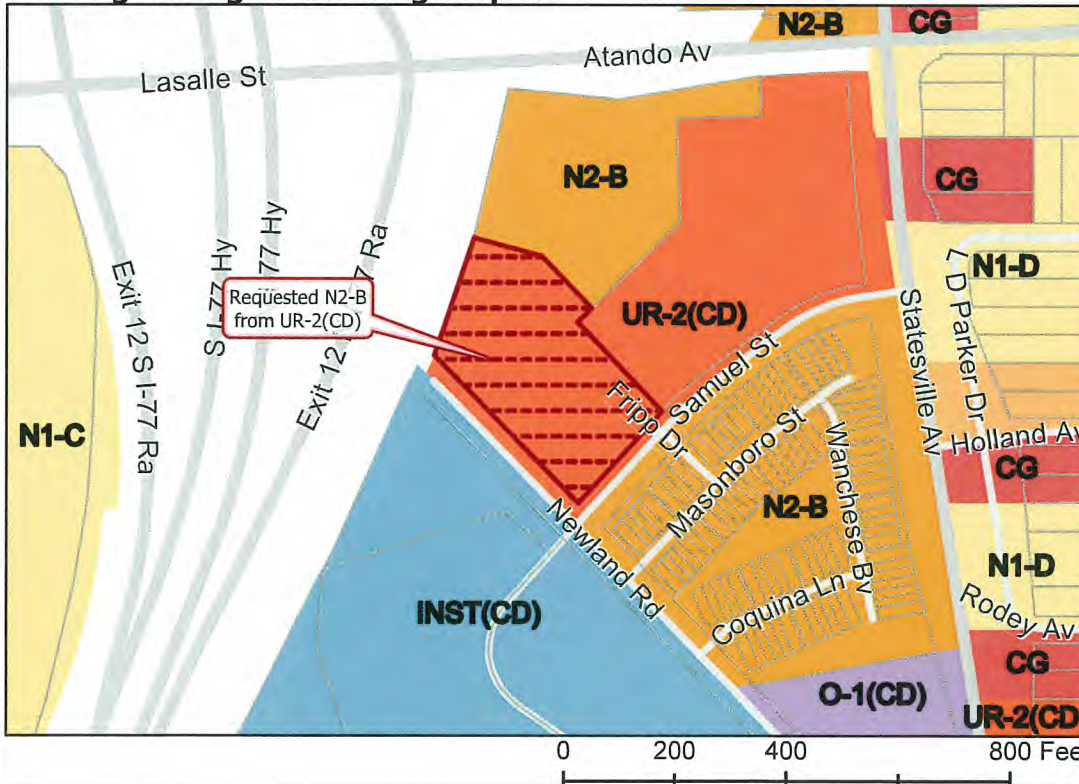 N2-B
CG
Lasalle St
Atando Av
N2-B
CG
Exit 12 S I-77 Ra
S I-77 Hy
77 Hy
Exit 12
7 Ra
Requested N2-B
from UR-2(CD)
UR-2(CD)
N1-D
L D Parker Dr
Statesville Av
Samuel St
Fripp Dr
Masonboro St
Wanchese Bv
N1-C
Holland Av
CG
N2-B
Newland Rd
N1-D
INST(CD)
Coquina Ln
Rodey Av
CG
O-1(CD)
UR-2(CD
0 200 400 800 Fee